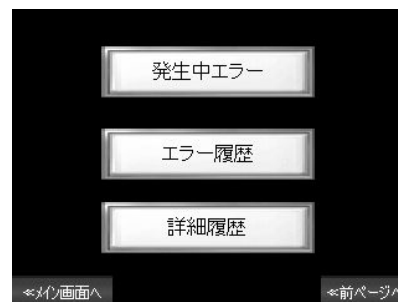 発生中エラー
エラー履歴
詳細履歴
≪ﾒｲﾝ画面へ
≪前ページへ